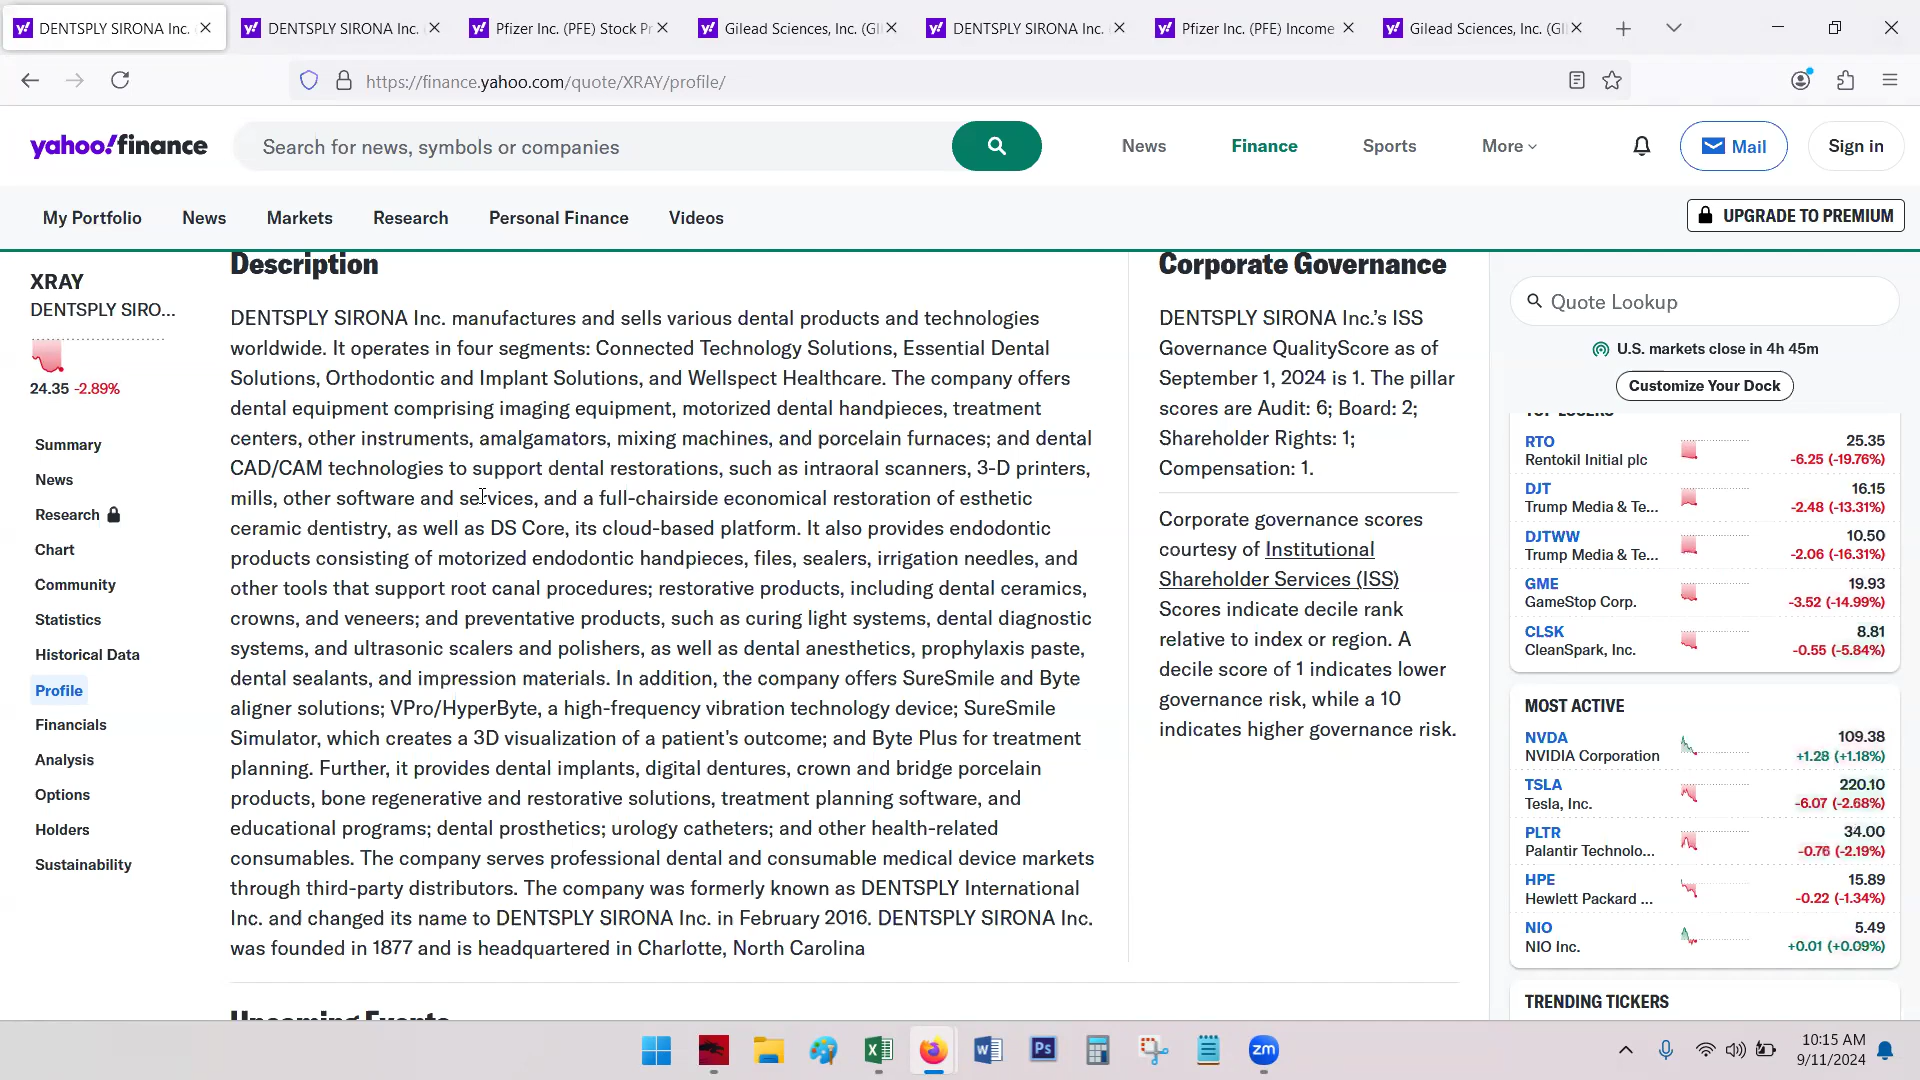 DENTSPLY SIRONA Inc.
DENTSPLY SIRONA Inc.
Pfizer Inc. (PFE) Stock Pr
Gilead Sciences, Inc. (GI
DENTSPLY SIRONA Inc.
Pfizer Inc. (PFE) Income
Gilead Sciences, Inc. (GI
https://finance.yahoo.com/quote/XRAY/profile/
yahoo!finance
Search for news, symbols or companies
News
Finance
Sports
More
Mail
Sign in
My Portfolio
News
Markets
Research
Personal Finance
Videos
UPGRADE TO PREMIUM
XRAY
DENTSPLY SIRO...
24.35 -2.89%
Summary
News
Research
Chart
Community
Statistics
Historical Data
Profile
Financials
Analysis
Options
Holders
Sustainability
Description
DENTSPLY SIRONA Inc. manufactures and sells various dental products and technologies
worldwide. It operates in four segments: Connected Technology Solutions, Essential Dental
Solutions, Orthodontic and Implant Solutions, and Wellspect Healthcare. The company offers
dental equipment comprising imaging equipment, motorized dental handpieces, treatment
centers, other instruments, amalgamators, mixing machines, and porcelain furnaces; and dental
CAD/CAM technologies to support dental restorations, such as intraoral scanners, 3-D printers,
mills, other software and services, and a full-chairside economical restoration of esthetic
ceramic dentistry, as well as DS Core, its cloud-based platform. It also provides endodontic
products consisting of motorized endodontic handpieces, files, sealers, irrigation needles, and
other tools that support root canal procedures; restorative products, including dental ceramics,
crowns, and veneers; and preventative products, such as curing light systems, dental diagnostic
systems, and ultrasonic scalers and polishers, as well as dental anesthetics, prophylaxis paste,
dental sealants, and impression materials. In addition, the company offers SureSmile and Byte
aligner solutions; VPro/HyperByte, a high-frequency vibration technology device; SureSmile
Simulator, which creates a 3D visualization of a patient's outcome; and Byte Plus for treatment
planning. Further, it provides dental implants, digital dentures, crown and bridge porcelain
products, bone regenerative and restorative solutions, treatment planning software, and
educational programs; dental prosthetics; urology catheters; and other health-related
consumables. The company serves professional dental and consumable medical device markets
through third-party distributors. The company was formerly known as DENTSPLY International
Inc. and changed its name to DENTSPLY SIRONA Inc. in February 2016. DENTSPLY SIRONA Inc.
was founded in 1877 and is headquartered in Charlotte, North Carolina
Upcoming Events
Corporate Governance
DENTSPLY SIRONA Inc.'s ISS
Governance QualityScore as of
September 1, 2024 is 1. The pillar
scores are Audit: 6; Board: 2;
Shareholder Rights: 1;
Compensation: 1.
Corporate governance scores
courtesy of Institutional
Shareholder Services (ISS)
Scores indicate decile rank
relative to index or region. A
decile score of 1 indicates lower
governance risk, while a 10
indicates higher governance risk.
Quote Lookup
U.S. markets close in 4h 45m
Customize Your Dock
TOP LOSERS
RTO 25.35
Rentokil Initial plc -6.25 (-19.76%)
DJT 16.15
Trump Media & Te... -2.48 (-13.31%)
DJTWW 10.50
Trump Media & Te... -2.06 (-16.31%)
GME 19.93
GameStop Corp. -3.52 (-14.99%)
CLSK 8.81
CleanSpark, Inc. -0.55 (-5.84%)
MOST ACTIVE
NVDA 109.38
NVIDIA Corporation +1.28 (+1.18%)
TSLA 220.10
Tesla, Inc. -6.07 (-2.68%)
PLTR 34.00
Palantir Technolo... -0.76 (-2.19%)
HPE 15.89
Hewlett Packard ... -0.22 (-1.34%)
NIO 5.49
NIO Inc. +0.01 (+0.09%)
TRENDING TICKERS
Ps
zm
10:15 AM
9/11/2024